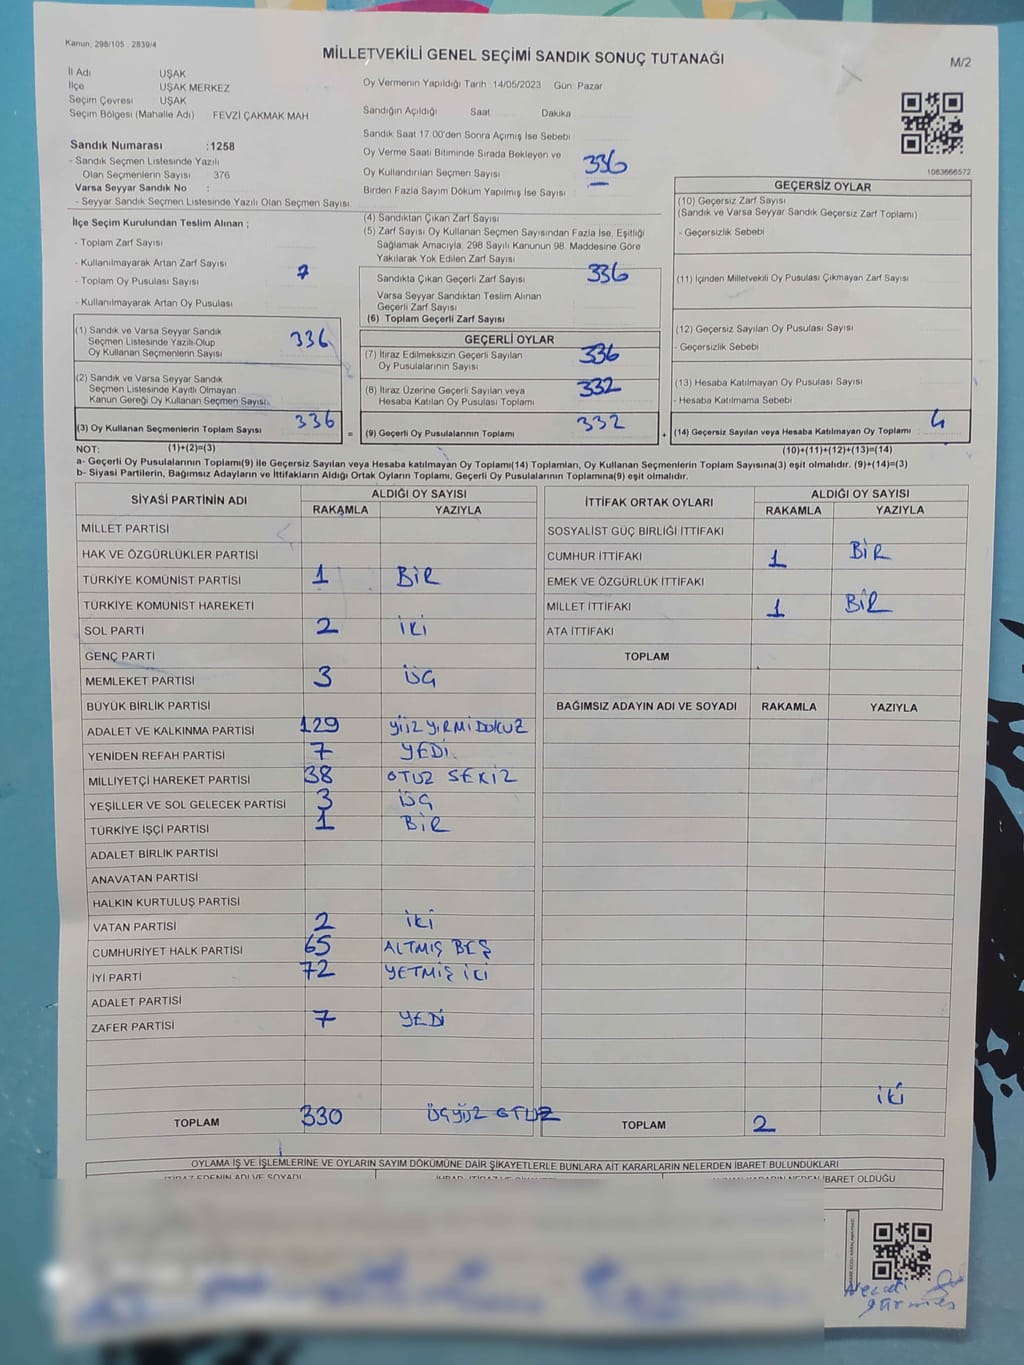 Kanun. 298/105 . 2839/4
MİLLETVEKİLİ GENEL SEÇİMİ SANDIK SONUÇ TUTANAĞI
M/2
İl Adı UŞAK
İlçe UŞAK MERKEZ
Seçim Çevresi UŞAK
Seçim Bölgesi (Mahalle Adı) FEVZİ ÇAKMAK MAH
Sandık Numarası :1258
- Sandık Seçmen Listesinde Yazılı
Olan Seçmenlerin Sayısı 376
Varsa Seyyar Sandık No :
- Seyyar Sandık Seçmen Listesinde Yazılı Olan Seçmen Sayısı:
Oy Vermenin Yapıldığı Tarih 14/05/2023 Gün Pazar
Sandığın Açıldığı Saat Dakika
Sandık Saat 17.00'den Sonra Açımış İse Sebebi
Oy Verme Saati Bitiminde Sırada Bekleyen ve
Oy Kullandırılan Seçmen Sayısı 336
Birden Fazla Sayım Döküm Yapılmış İse Sayısı
1083666572
İlçe Seçim Kurulundan Teslim Alınan ;
- Toplam Zarf Sayısı
- Kullanılmayarak Artan Zarf Sayısı
- Toplam Oy Pusulası Sayısı 7
- Kullanılmayarak Artan Oy Pusulası
(1) Sandık ve Varsa Seyyar Sandık
Seçmen Listesinde Yazılı Olup
Oy Kullanan Seçmenlerin Sayısı 336
(2) Sandık ve Varsa Seyyar Sandık
Seçmen Listesinde Kayıtlı Olmayan
Kanun Gereği Oy Kullanan Seçmen Sayısı
(3) Oy Kullanan Seçmenlerin Toplam Sayısı 336
(4) Sandıktan Çıkan Zarf Sayısı
(5) Zarf Sayısı Oy Kullanan Seçmen Sayısından Fazla İse, Eşitliği
Sağlamak Amacıyla, 298 Sayılı Kanunun 98. Maddesine Göre
Yakılarak Yok Edilen Zarf Sayısı
Sandıkta Çıkan Geçerli Zarf Sayısı 336
Varsa Seyyar Sandıktan Teslim Alınan
Geçerli Zarf Sayısı
(6) Toplam Geçerli Zarf Sayısı
GEÇERLİ OYLAR
(7) İtiraz Edilmeksizin Geçerli Sayılan
Oy Pusulalarının Sayısı 336
(8) İtiraz Üzerine Geçerli Sayılan veya
Hesaba Katılan Oy Pusulası Toplamı 332
= (9) Geçerli Oy Pusulalarının Toplamı 332
GEÇERSİZ OYLAR
(10) Geçersiz Zarf Sayısı
(Sandık ve Varsa Seyyar Sandık Geçersiz Zarf Toplamı)
- Geçersizlik Sebebi
(11) İçinden Milletvekili Oy Pusulası Çıkmayan Zarf Sayısı
(12) Geçersiz Sayılan Oy Pusulası Sayısı
- Geçersizlik Sebebi
(13) Hesaba Katılmayan Oy Pusulası Sayısı
- Hesaba Katılmama Sebebi
+ (14) Geçersiz Sayılan veya Hesaba Katılmayan Oy Toplamı 4
NOT: (1)+(2)=(3) (10)+(11)+(12)+(13)=(14)
a- Geçerli Oy Pusulalarının Toplamı(9) ile Geçersiz Sayılan veya Hesaba katılmayan Oy Toplamı(14) Toplamları, Oy Kullanan Seçmenlerin Toplam Sayısına(3) eşit olmalıdır. (9)+(14)=(3)
b- Siyasi Partilerin, Bağımsız Adayların ve İttifakların Aldığı Ortak Oyların Toplamı, Geçerli Oy Pusulalarının Toplamına(9) eşit olmalıdır.
SİYASİ PARTİNİN ADI ALDIĞI OY SAYISI
RAKAMLA YAZIYLA
MİLLET PARTİSİ
HAK VE ÖZGÜRLÜKLER PARTİSİ
TÜRKİYE KOMÜNİST PARTİSİ 1 BİR
TÜRKİYE KOMÜNİST HAREKETİ
SOL PARTİ 2 İKİ
GENÇ PARTİ
MEMLEKET PARTİSİ 3 ÜÇ
BÜYÜK BİRLİK PARTİSİ
ADALET VE KALKINMA PARTİSİ 129 YÜZ YIRMİ DOKUZ
YENİDEN REFAH PARTİSİ 7 YEDİ
MİLLİYETÇİ HAREKET PARTİSİ 38 OTUZ SEKİZ
YEŞİLLER VE SOL GELECEK PARTİSİ 3 ÜÇ
TÜRKİYE İŞÇİ PARTİSİ 1 BİR
ADALET BİRLİK PARTİSİ
ANAVATAN PARTİSİ
HALKIN KURTULUŞ PARTİSİ
VATAN PARTİSİ 2 İKİ
CUMHURİYET HALK PARTİSİ 65 ALTMIŞ BEŞ
İYİ PARTİ 72 YETMİŞ İKİ
ADALET PARTİSİ
ZAFER PARTİSİ 7 YEDİ
TOPLAM 330 ÜÇYÜZ OTUZ
İTTİFAK ORTAK OYLARI ALDIĞI OY SAYISI
RAKAMLA YAZIYLA
SOSYALİST GÜÇ BİRLİĞİ İTTİFAKI
CUMHUR İTTİFAKI 1 BİR
EMEK VE ÖZGÜRLÜK İTTİFAKI
MİLLET İTTİFAKI 1 BİR
ATA İTTİFAKI
TOPLAM
BAĞIMSIZ ADAYIN ADI VE SOYADI RAKAMLA YAZIYLA
İKİ
TOPLAM 2
OYLAMA İŞ VE İŞLEMLERİNE VE OYLARIN SAYIM DÖKÜMÜNE DAİR ŞİKAYETLERLE BUNLARA AİT KARARLARIN NELERDEN İBARET BULUNDUKLARI
İTİRAZ EDENİN ADI VE SOYADI
İBARET OLDUĞU